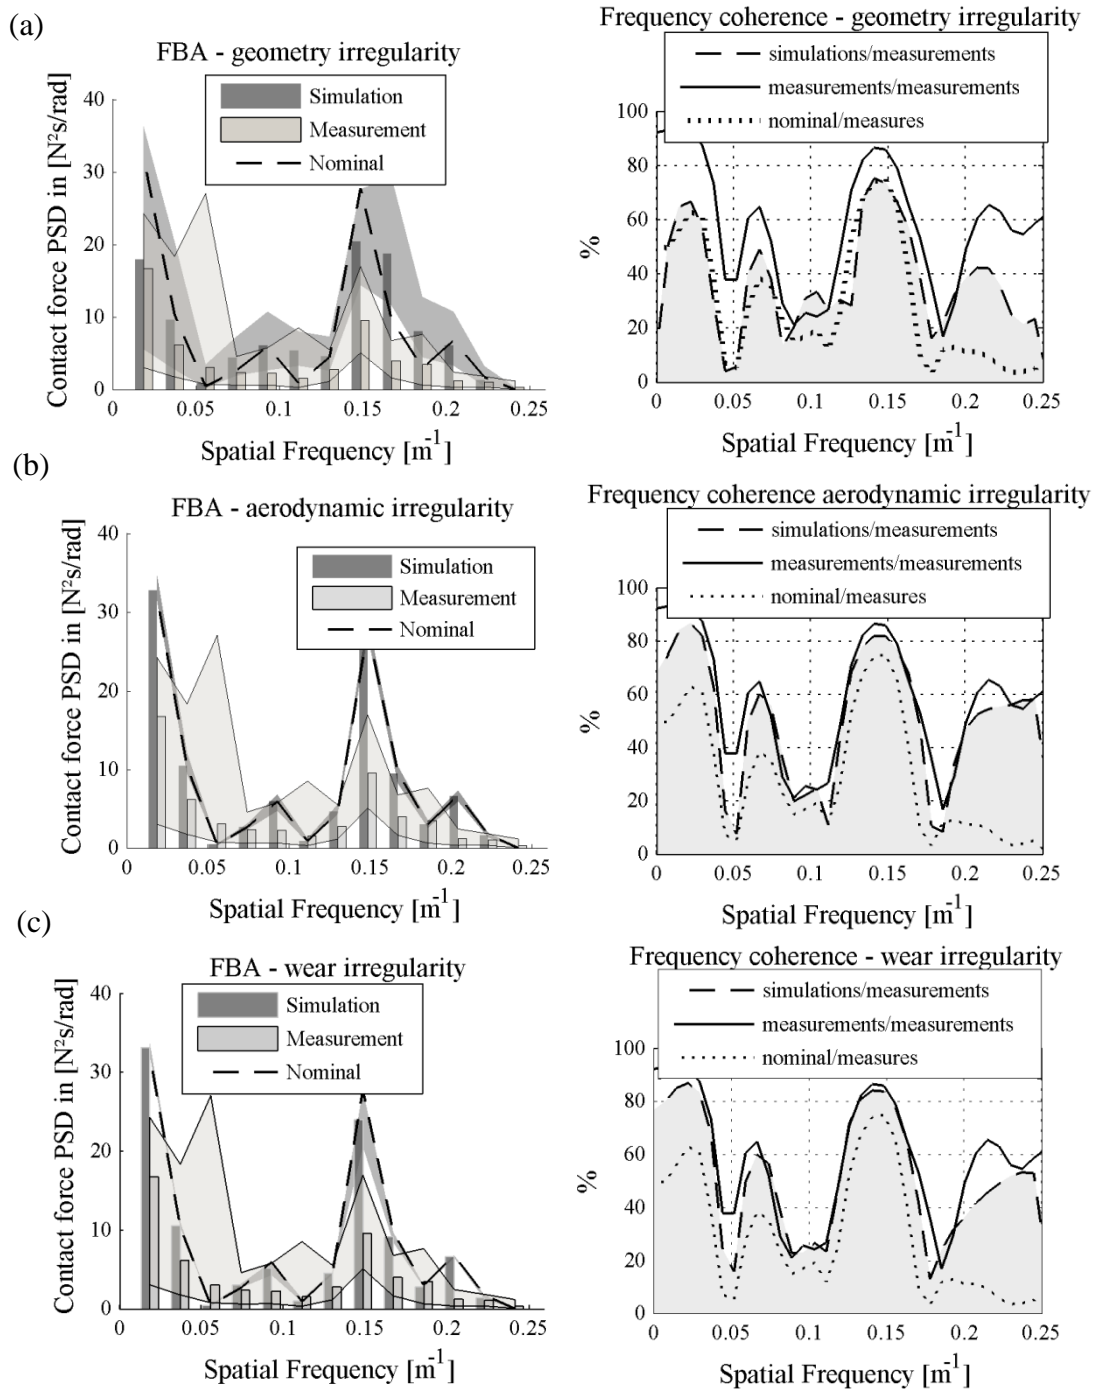 (a)
FBA - geometry irregularity
Simulation
Measurement
Nominal
Contact force PSD in [N²s/rad]
40
30
20
10
0
0 0.05 0.1 0.15 0.2 0.25
Spatial Frequency [m⁻¹]
Frequency coherence - geometry irregularity
simulations/measurements
measurements/measurements
nominal/measures
%
100
80
60
40
20
0
0 0.05 0.1 0.15 0.2 0.25
Spatial Frequency [m⁻¹]
(b)
FBA - aerodynamic irregularity
Simulation
Measurement
Nominal
Contact force PSD in [N²s/rad]
40
30
20
10
0
0 0.05 0.1 0.15 0.2 0.25
Spatial Frequency [m⁻¹]
Frequency coherence aerodynamic irregularity
simulations/measurements
measurements/measurements
nominal/measures
%
100
80
60
40
20
0
0 0.05 0.1 0.15 0.2 0.25
Spatial Frequency [m⁻¹]
(c)
FBA - wear irregularity
Simulation
Measurement
Nominal
Contact force PSD in [N²s/rad]
40
30
20
10
0
0 0.05 0.1 0.15 0.2 0.25
Spatial Frequency [m⁻¹]
Frequency coherence - wear irregularity
simulations/measurements
measurements/measurements
nominal/measures
%
100
80
60
40
20
0
0 0.05 0.1 0.15 0.2 0.25
Spatial Frequency [m⁻¹]